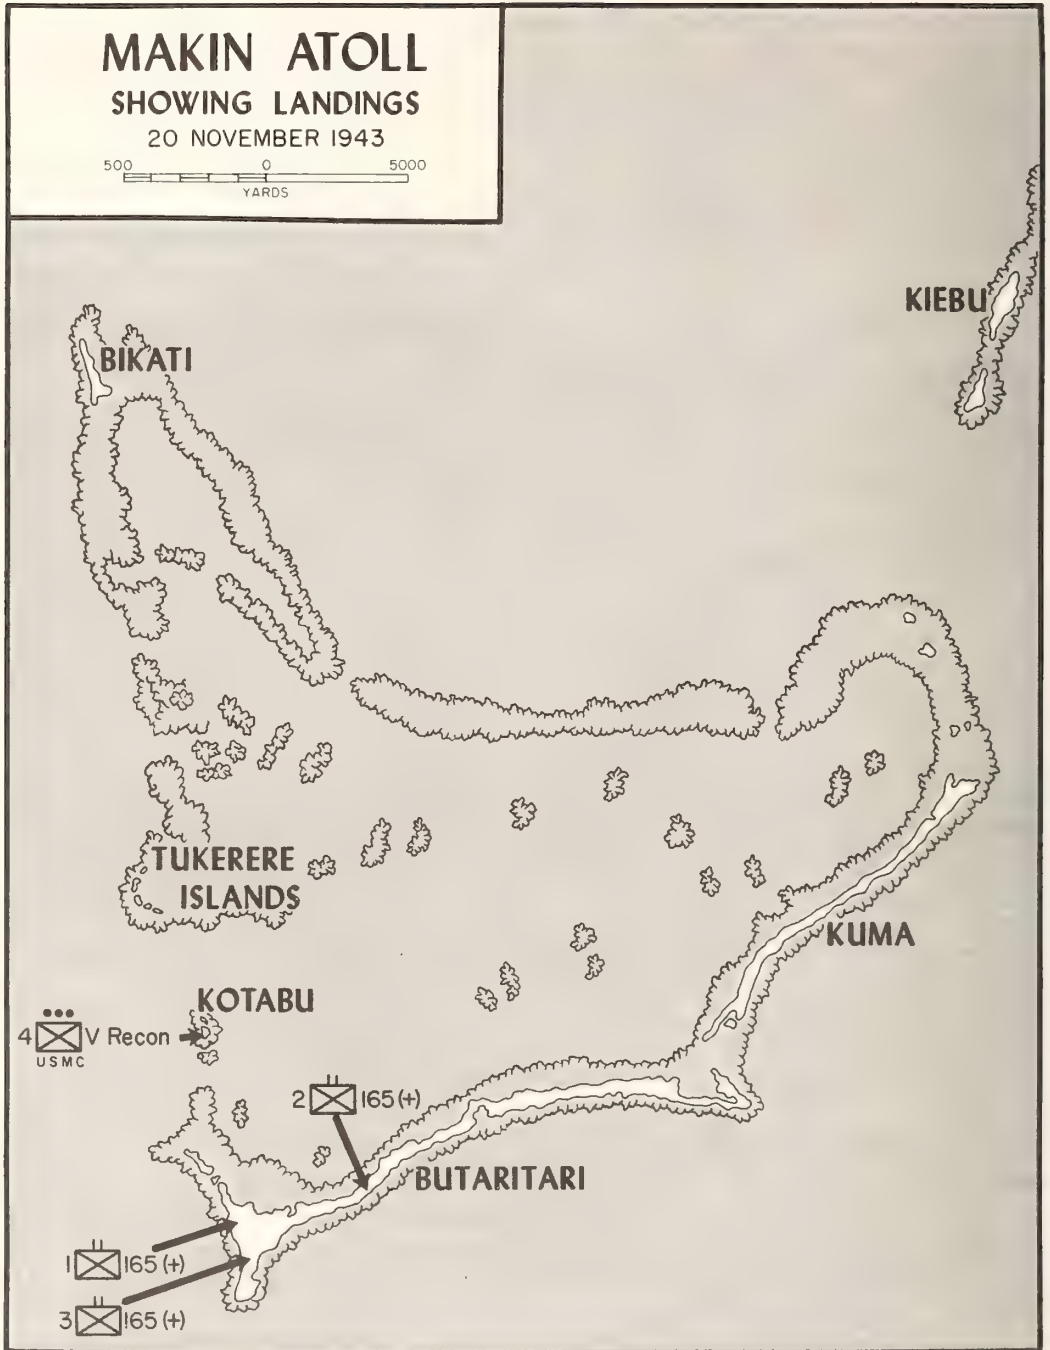 MAKIN ATOLL
SHOWING LANDINGS
20 NOVEMBER 1943
500 0 5000
YARDS
KIEBU
BIKATI
TUKERERE
ISLANDS
KUMA
KOTABU
4 V Recon
USMC
2 165 (+)
BUTARITARI
1 165 (+)
3 165 (+)